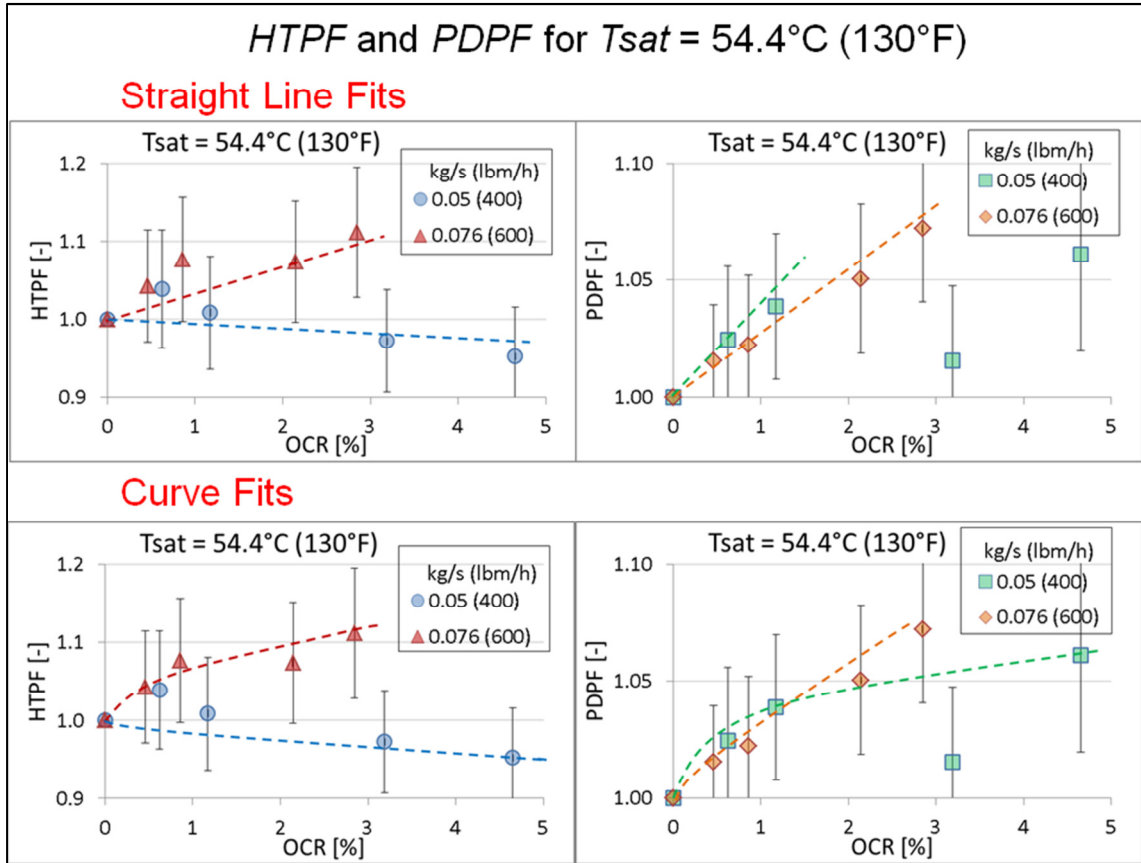 HTPF and PDPF for Tsat = 54.4°C (130°F)
Straight Line Fits
Tsat = 54.4°C (130°F)
kg/s (lbm/h)
0.05 (400)
0.076 (600)
HTPF [-]
1.2
1.1
1.0
0.9
0 1 2 3 4 5
OCR [%]
Tsat = 54.4°C (130°F)
kg/s (lbm/h)
0.05 (400)
0.076 (600)
PDPF [-]
1.10
1.05
1.00
0 1 2 3 4 5
OCR [%]
Curve Fits
Tsat = 54.4°C (130°F)
kg/s (lbm/h)
0.05 (400)
0.076 (600)
HTPF [-]
1.2
1.1
1.0
0.9
0 1 2 3 4 5
OCR [%]
Tsat = 54.4°C (130°F)
kg/s (lbm/h)
0.05 (400)
0.076 (600)
PDPF [-]
1.10
1.05
1.00
0 1 2 3 4 5
OCR [%]